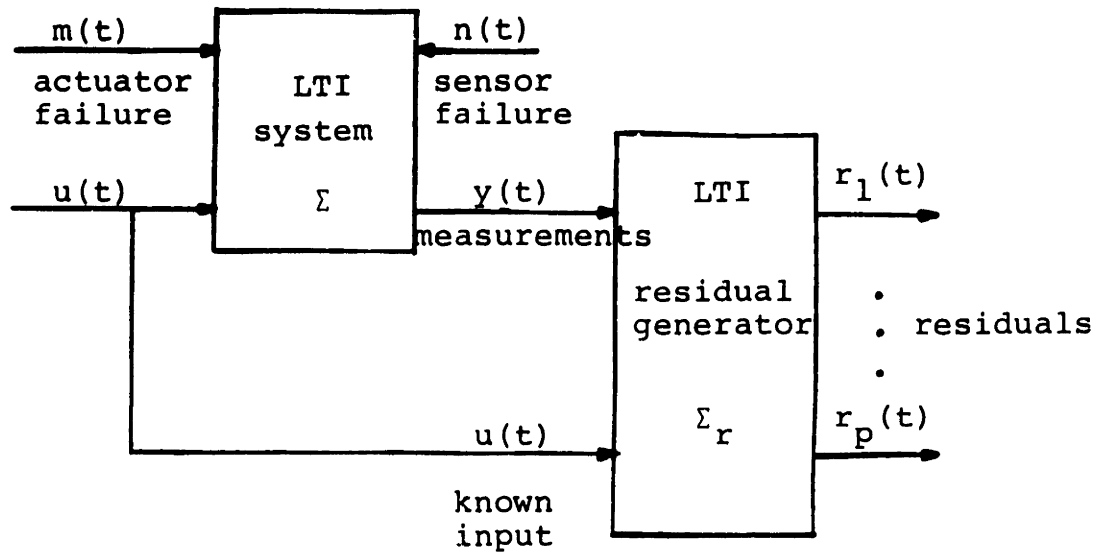 m(t)
actuator
failure
LTI
system
Σ
n(t)
sensor
failure
u(t)
y(t)
measurements
LTI
residual
generator
Σr
r1(t)
residuals
rp(t)
u(t)
known
input